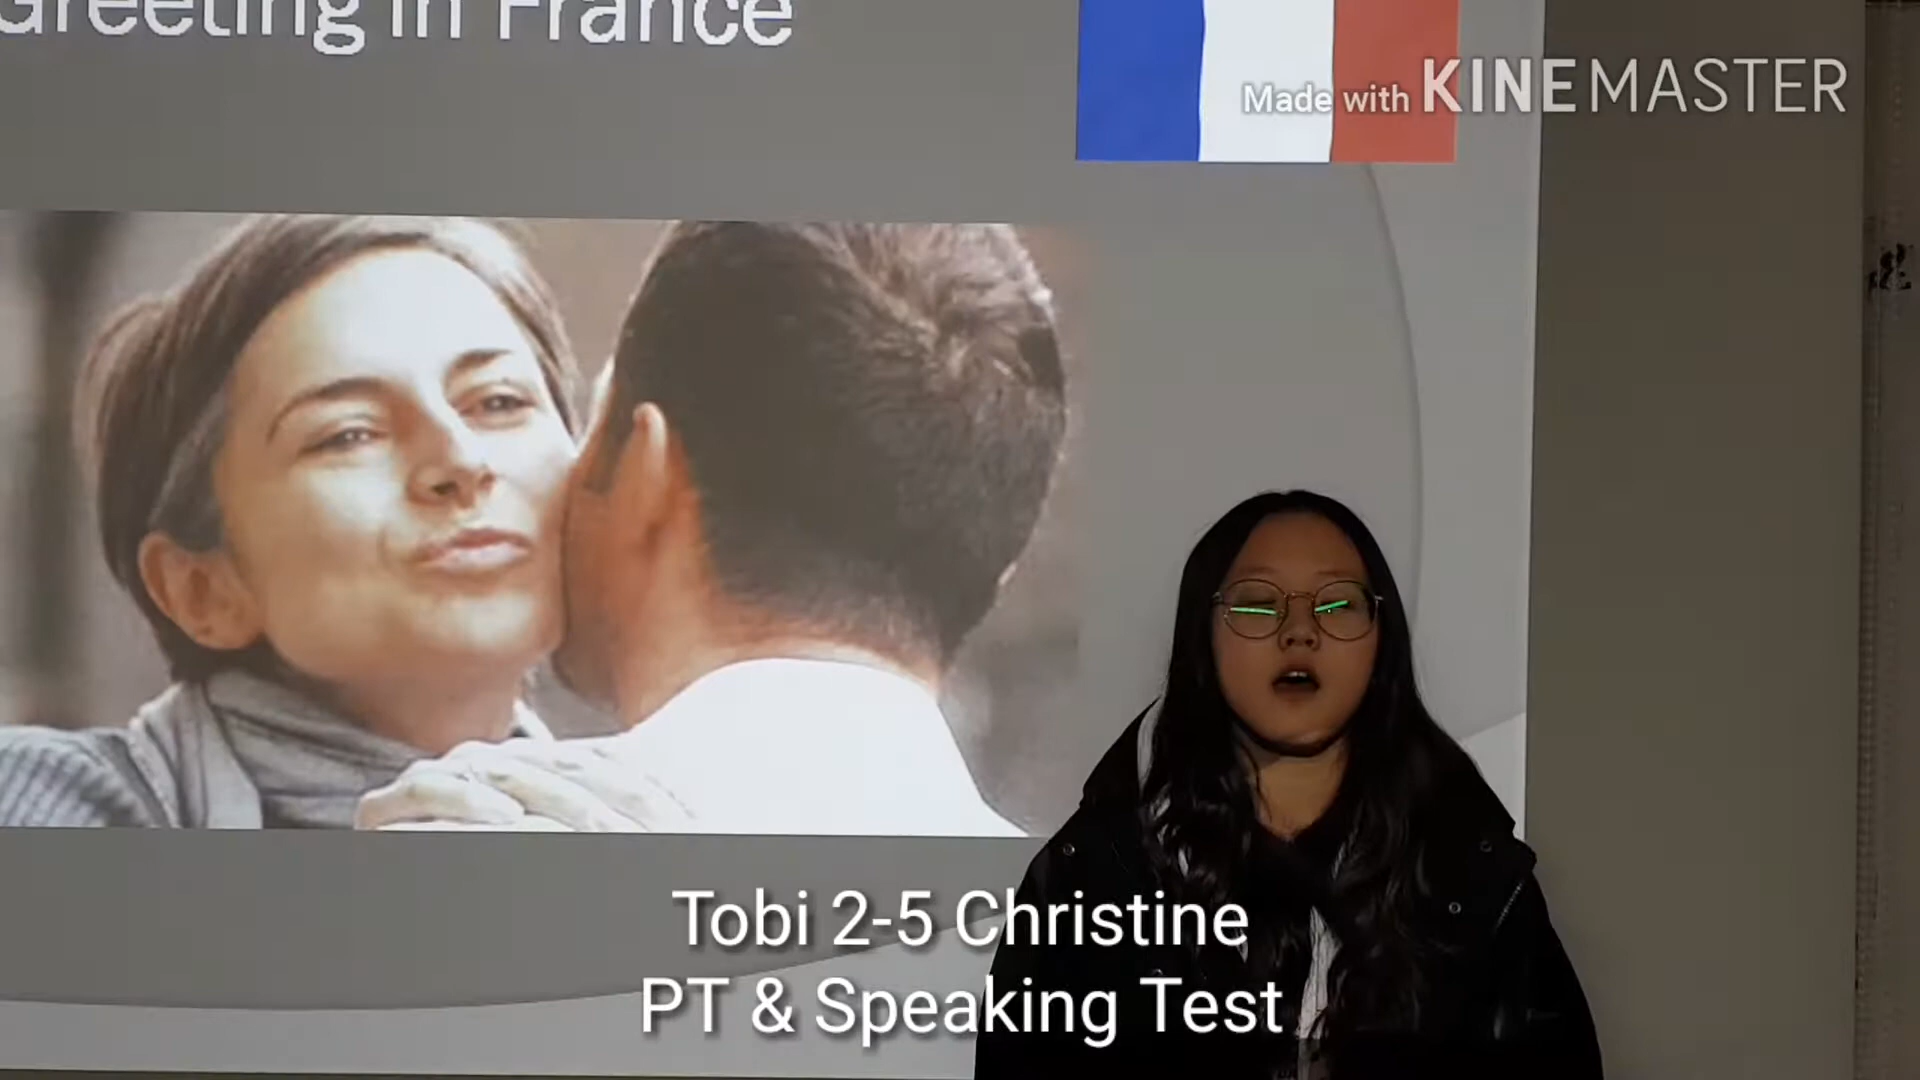 Greeting in France
Made with KINEMASTER
Tobi 2-5 Christine
PT & Speaking Test